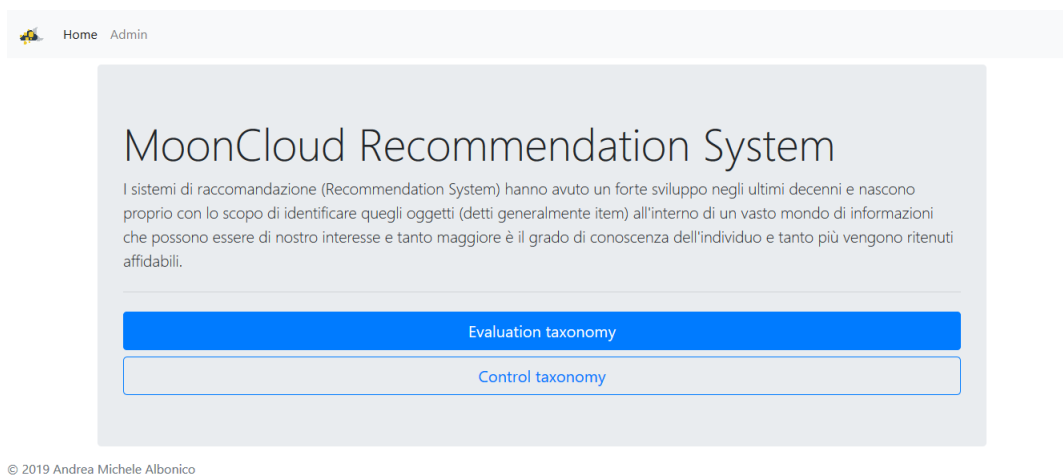 Home Admin
MoonCloud Recommendation System
I sistemi di raccomandazione (Recommendation System) hanno avuto un forte sviluppo negli ultimi decenni e nascono
proprio con lo scopo di identificare quegli oggetti (detti generalmente item) all'interno di un vasto mondo di informazioni
che possono essere di nostro interesse e tanto maggiore è il grado di conoscenza dell'individuo e tanto più vengono ritenuti
affidabili.
Evaluation taxonomy
Control taxonomy
© 2019 Andrea Michele Albonico